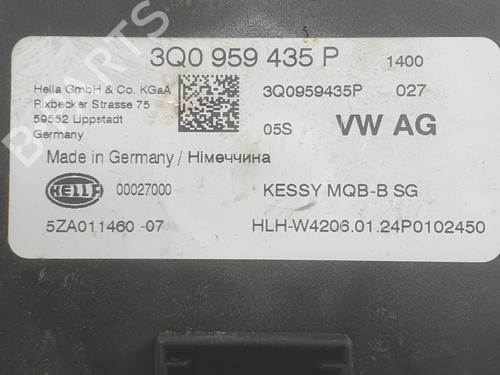 3Q0 959 435 P 1400
Hella GmbH & Co. KGaA
Rixbecker Strasse 75
59552 Lippstadt
Germany
3Q0959435P 027
05S VW AG
Made in Germany / Німеччина
HELLA 00027000 KESSY MQB-B SG
5ZA011460 -07 HLH-W4206.01.24P0102450